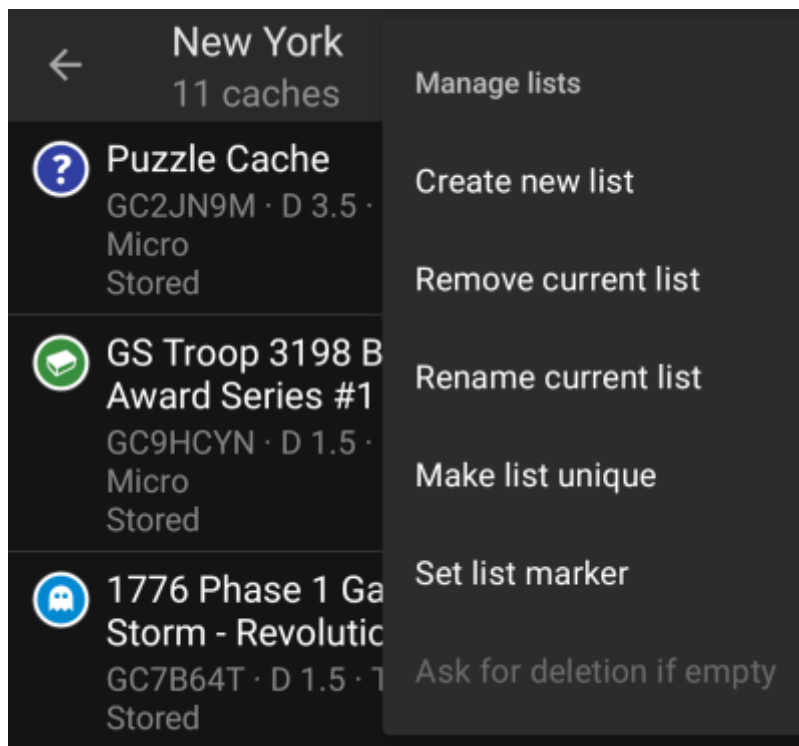 New York
11 caches
Puzzle Cache
GC2JN9M · D 3.5 ·
Micro
Stored
GS Troop 3198 B
Award Series #1
GC9HCYN · D 1.5 ·
Micro
Stored
1776 Phase 1 Ga
Storm - Revolutic
GC7B64T · D 1.5 · T
Stored
Manage lists
Create new list
Remove current list
Rename current list
Make list unique
Set list marker
Ask for deletion if empty